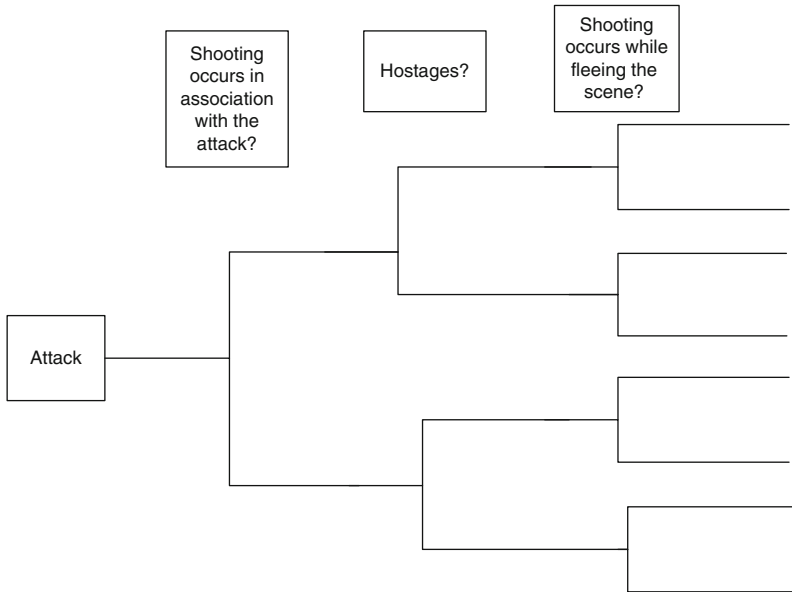 Shooting
occurs in
association
with the
attack?
Hostages?
Shooting
occurs while
fleeing the
scene?
Attack